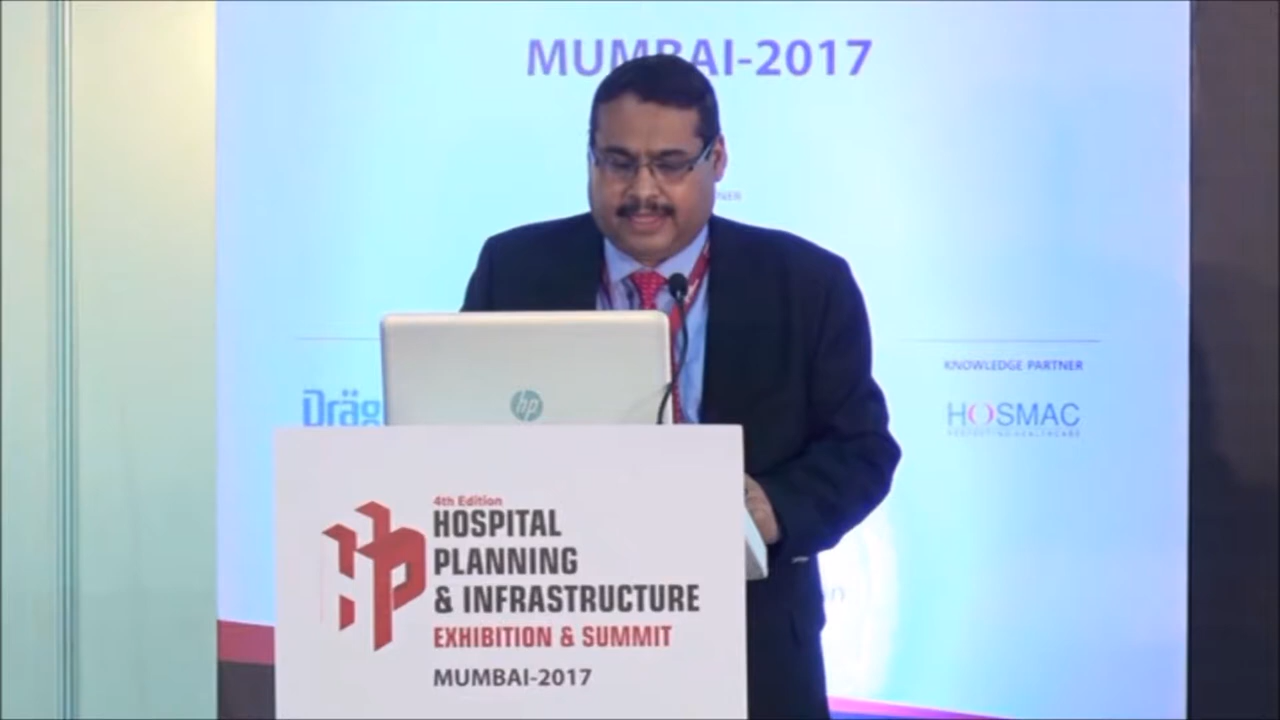 MUMBAI-2017
KNOWLEDGE PARTNER
HOSMAC
hp
4th Edition
HOSPITAL
PLANNING
& INFRASTRUCTURE
EXHIBITION & SUMMIT
MUMBAI-2017